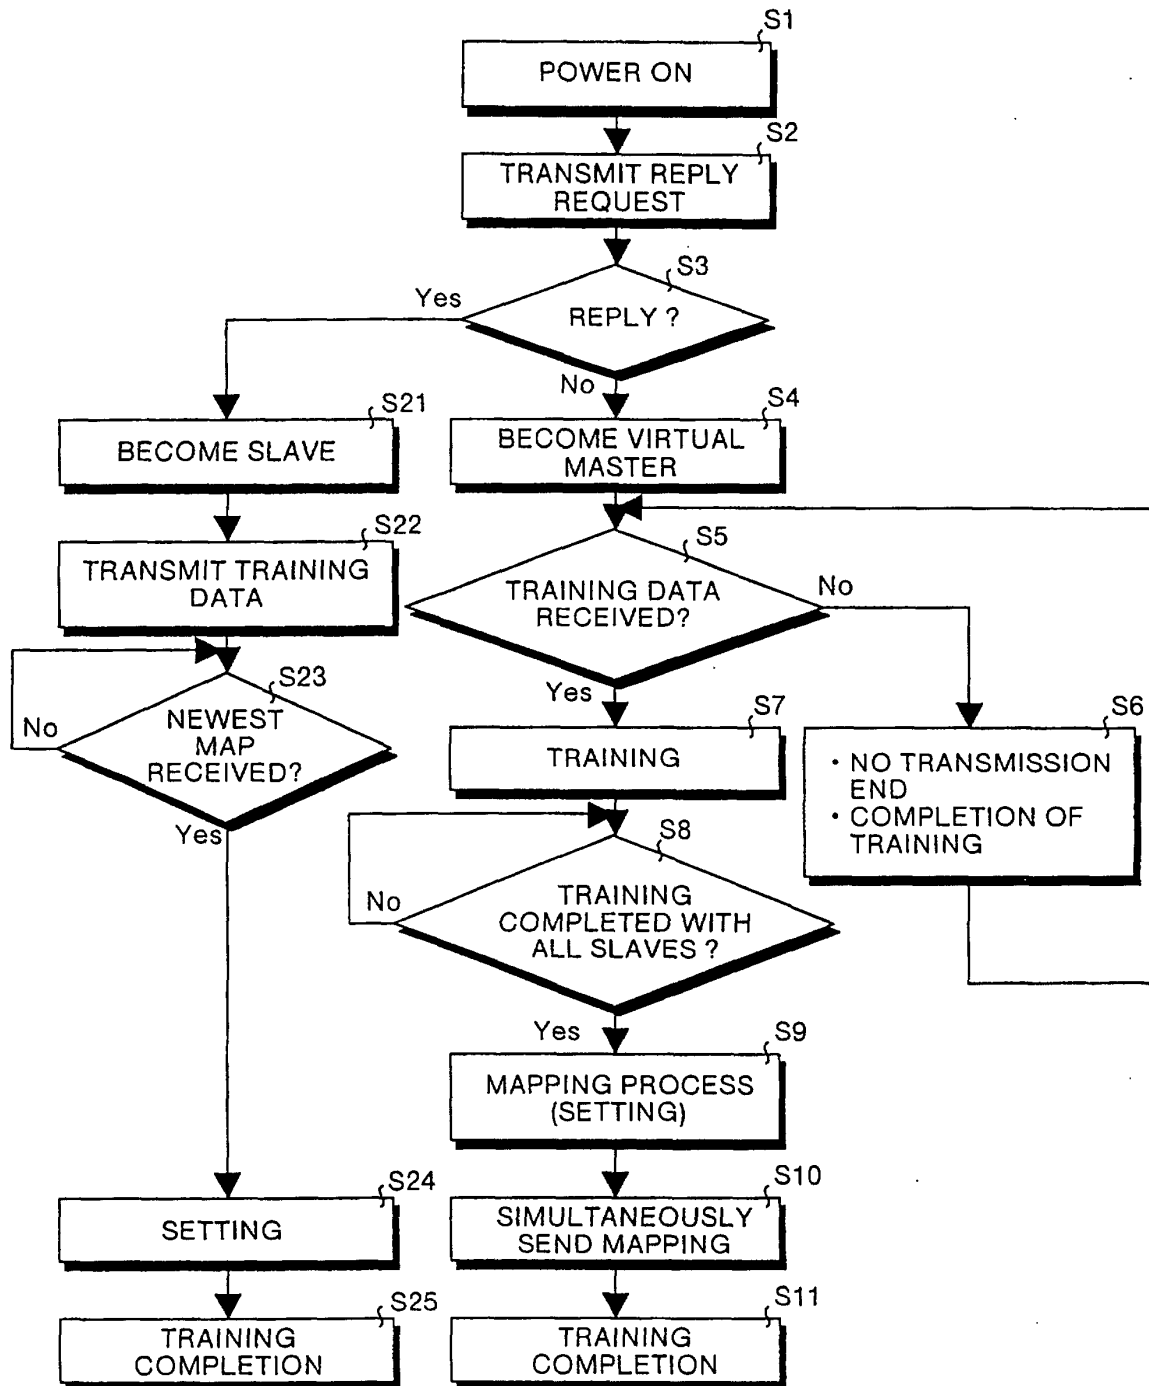 S1
POWER ON
S2
TRANSMIT REPLY
REQUEST
S3
REPLY ?
Yes
No
S21
BECOME SLAVE
S4
BECOME VIRTUAL
MASTER
S22
TRANSMIT TRAINING
DATA
S5
TRAINING DATA
RECEIVED?
No
Yes
S23
NEWEST
MAP
RECEIVED?
No
Yes
S7
TRAINING
S6
• NO TRANSMISSION
END
• COMPLETION OF
TRAINING
S8
TRAINING
COMPLETED WITH
ALL SLAVES ?
No
Yes
S9
MAPPING PROCESS
(SETTING)
S24
SETTING
S10
SIMULTANEOUSLY
SEND MAPPING
S25
TRAINING
COMPLETION
S11
TRAINING
COMPLETION